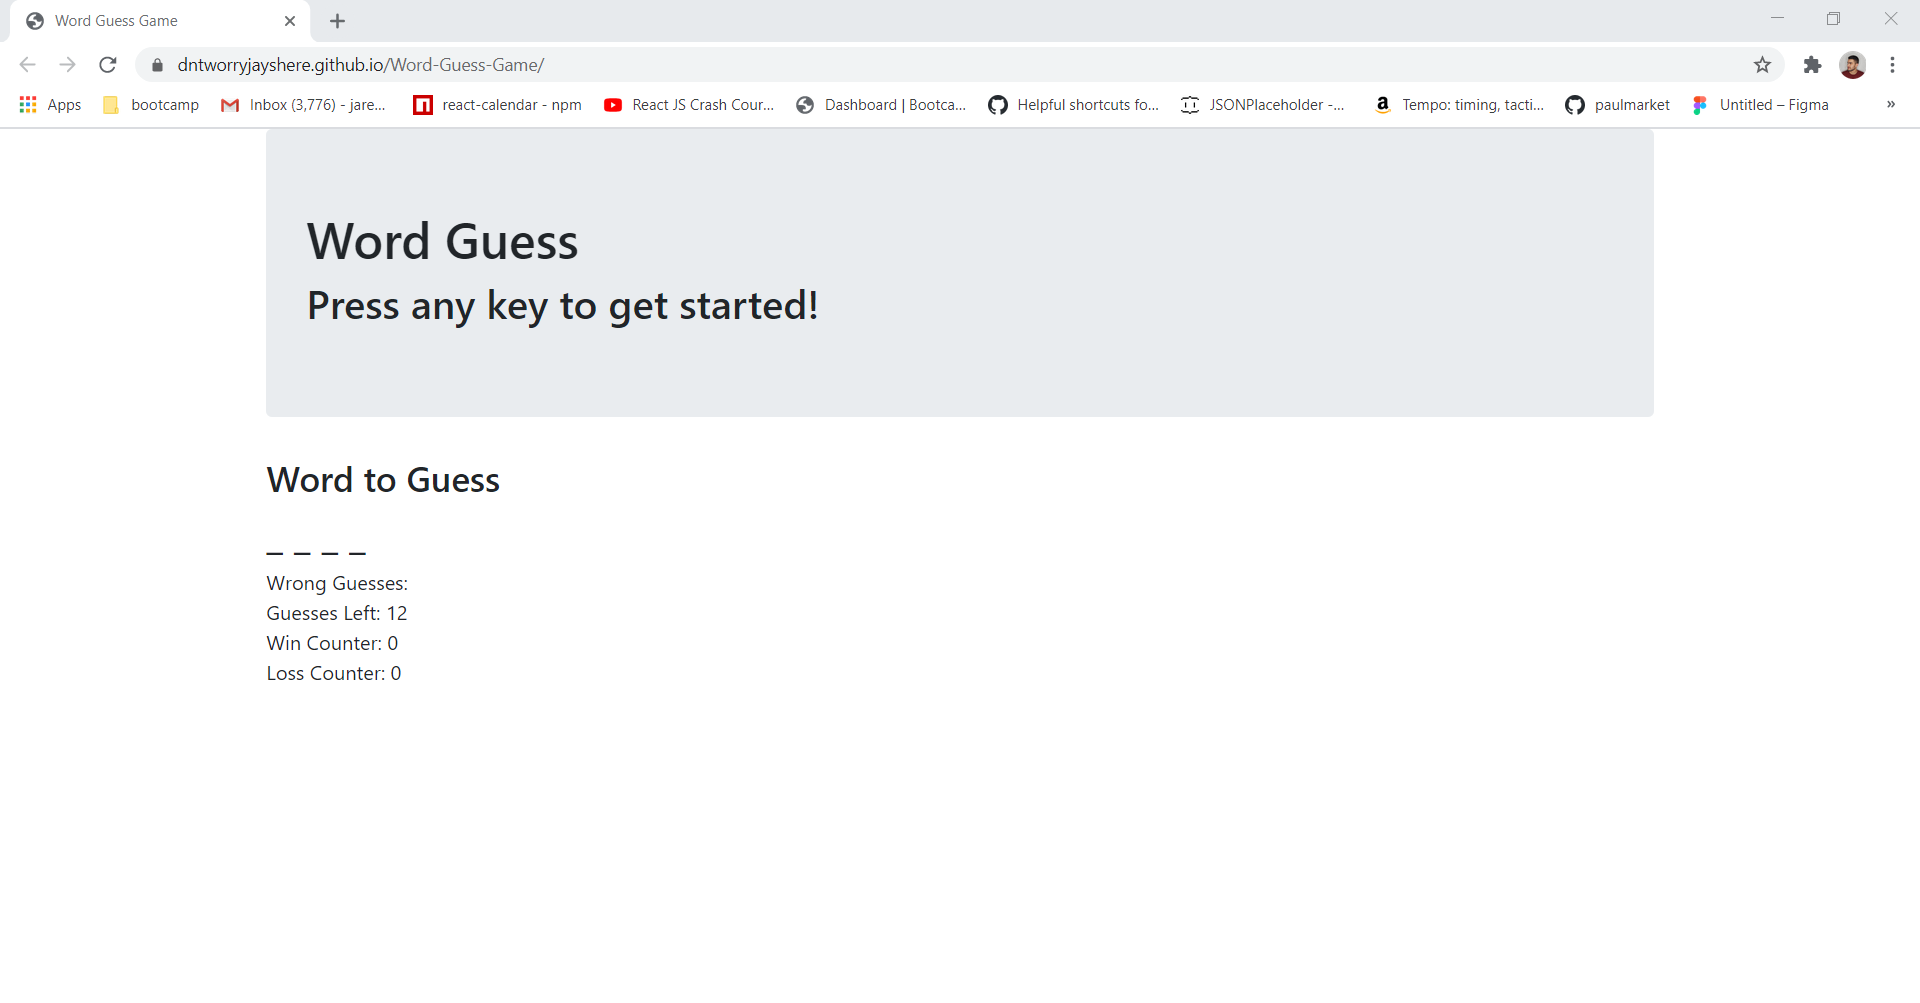 Word Guess Game
dntworryjayshere.github.io/Word-Guess-Game/
Apps bootcamp Inbox (3,776) - jare... react-calendar - npm React JS Crash Cour... Dashboard | Bootca... Helpful shortcuts fo... JSONPlaceholder -... Tempo: timing, tacti... paulmarket Untitled – Figma »
Word Guess
Press any key to get started!
Word to Guess
_ _ _ _
Wrong Guesses:
Guesses Left: 12
Win Counter: 0
Loss Counter: 0